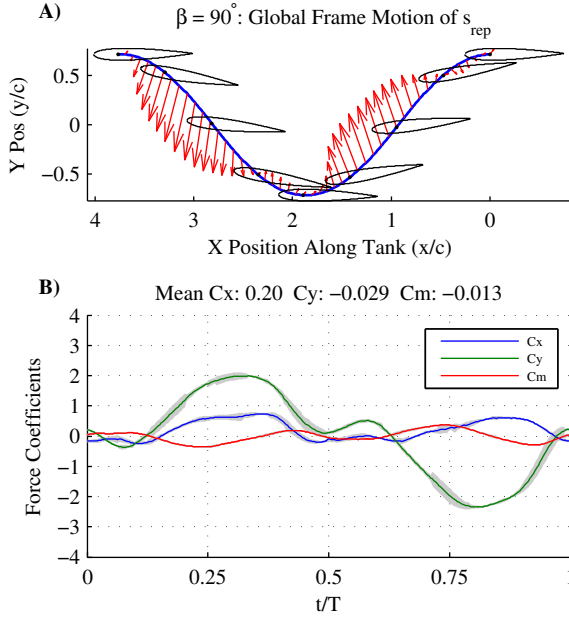 A)
β = 90°: Global Frame Motion of s_rep
Y Pos (y/c)
0.5
0
−0.5
4 3 2 1 0
X Position Along Tank (x/c)
B)
Mean Cx: 0.20 Cy: −0.029 Cm: −0.013
Force Coefficients
4
3
2
1
0
−1
−2
−3
−4
Cx
Cy
Cm
0 0.25 0.5 0.75 1
t/T